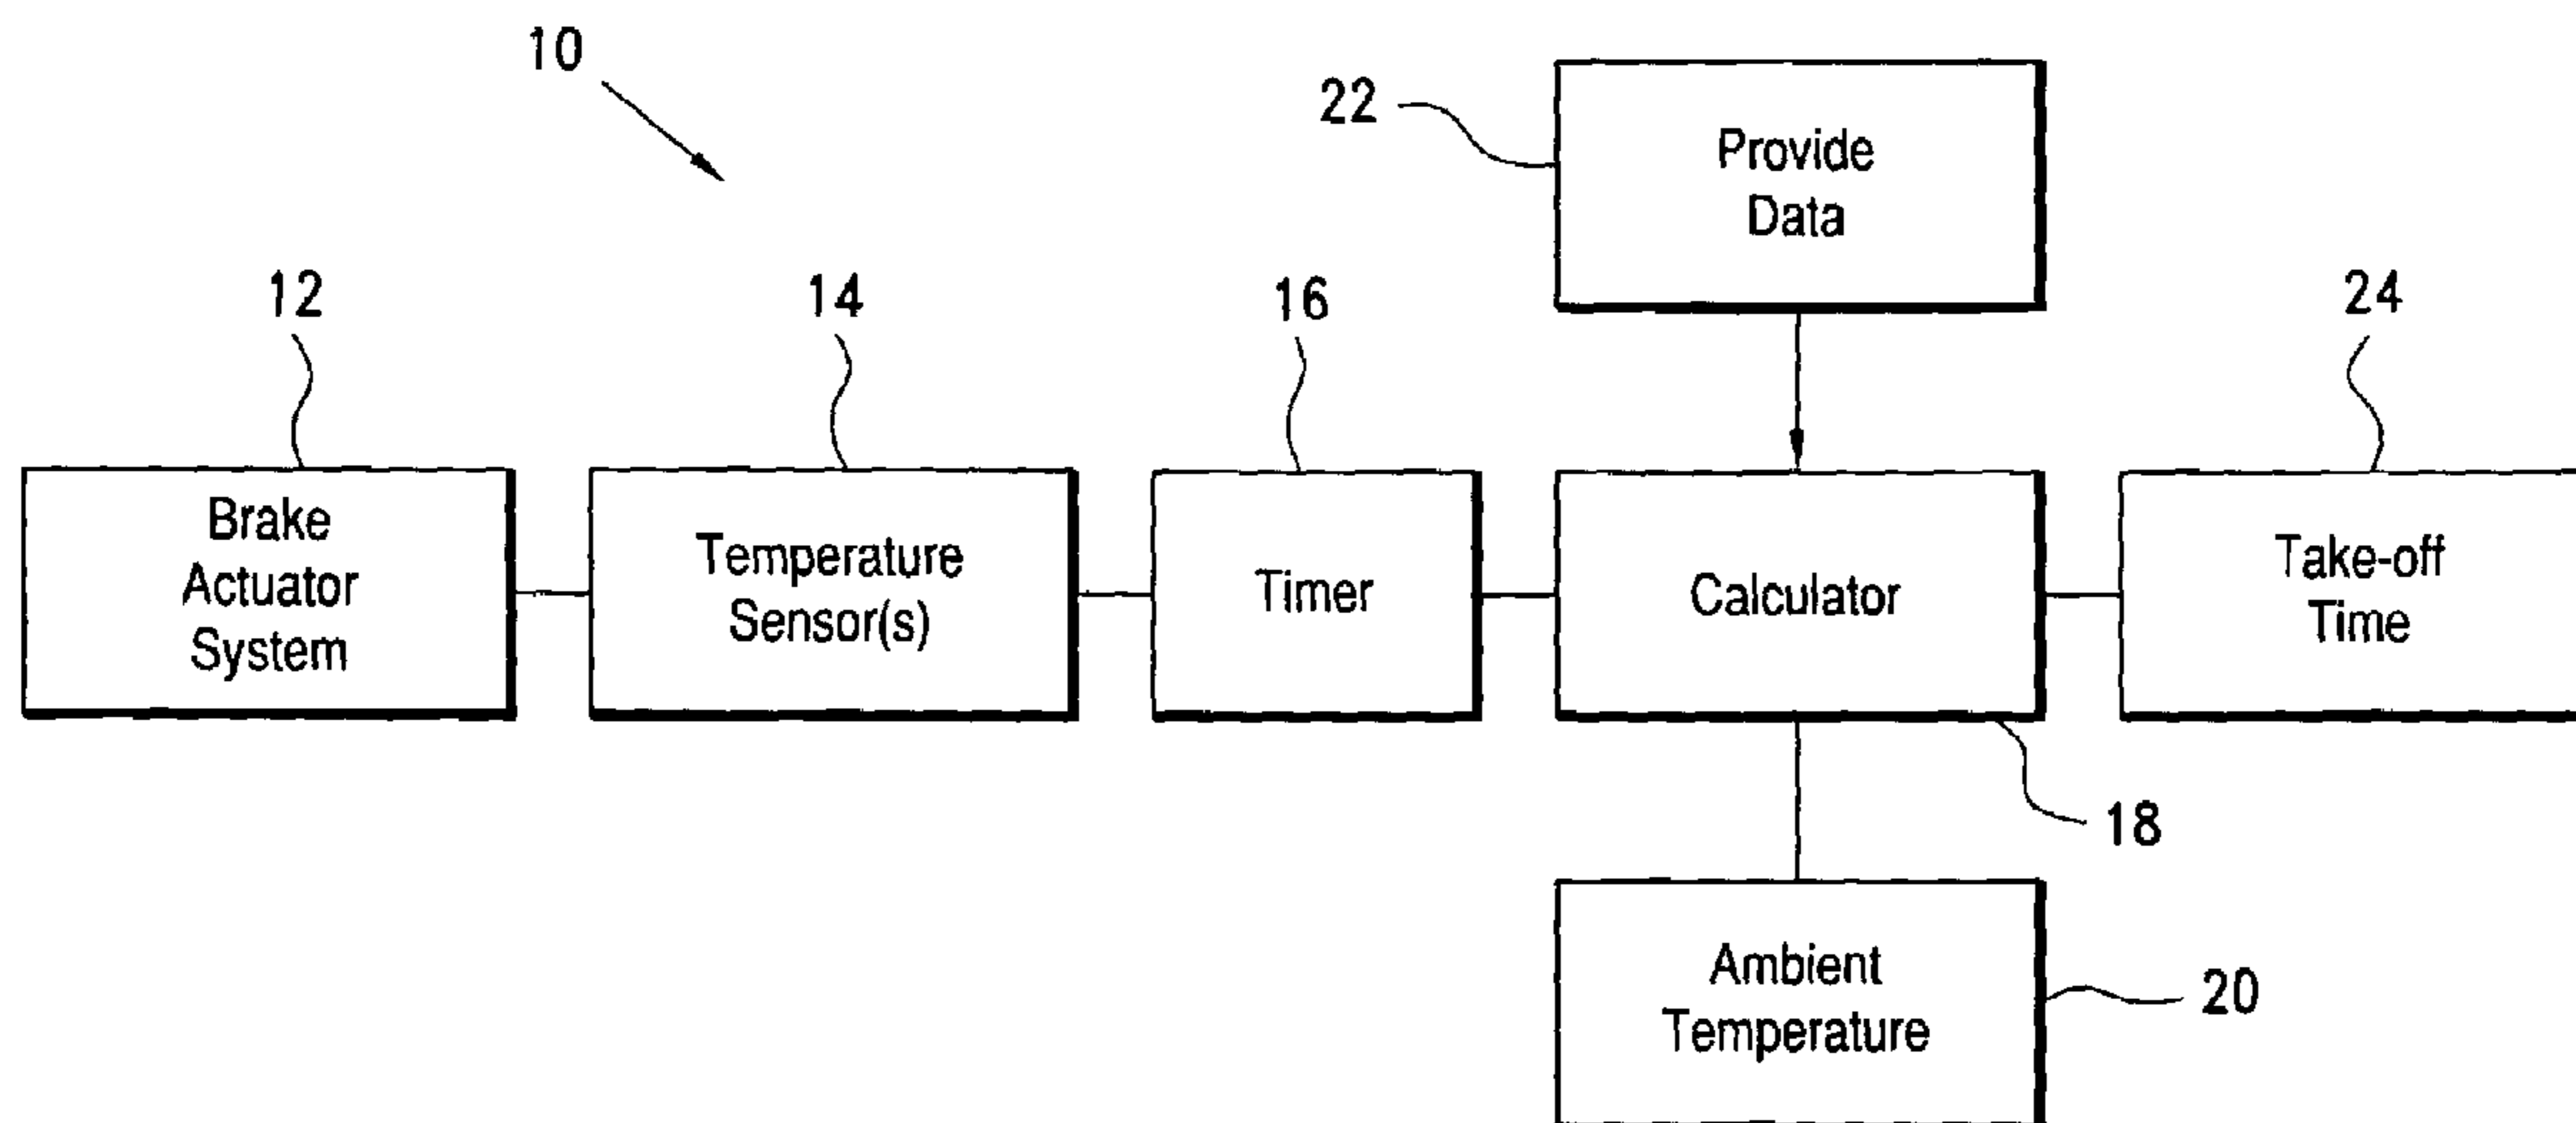 10
22
Provide
Data
12
14
16
24
Brake
Actuator
System
Temperature
Sensor(s)
Timer
Calculator
Take-off
Time
18
Ambient
Temperature
20